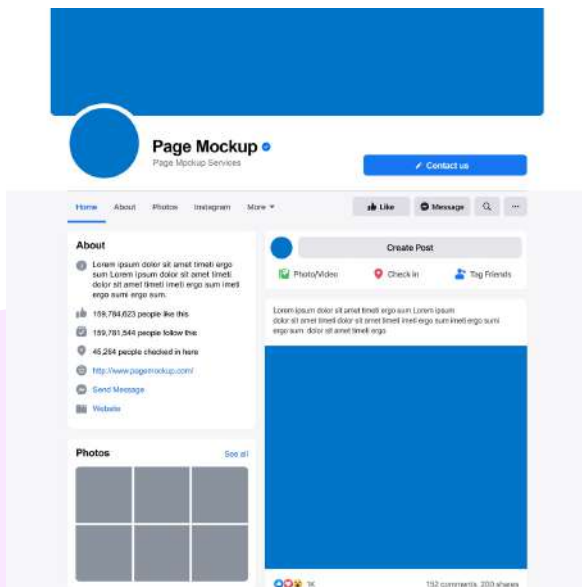 Page Mockup
Page Mockup Services
Contact us
Home About Photos Instagram More
Like Message
About
Lorem ipsum dolor sit amet timeti ergo
sum Lorem ipsum dolor sit amet timeti
dolor sit amet timeti imeti ergo sum imeti
ergo sumi ergo sum.
159,784,623 people like this
159,781,544 people follow this
45,264 people checked in here
http://www.pagemockup.com/
Send Message
Website
Photos See all
Create Post
Photo/Video Check in Tag Friends
Lorem ipsum dolor sit amet timeti ergo sum Lorem ipsum
dolor sit amet timeti dolor sit amet timeti imeti ergo sum imeti ergo sumi
ergo sum. dolor sit amet timeti ergo
1K 152 comments, 200 shares